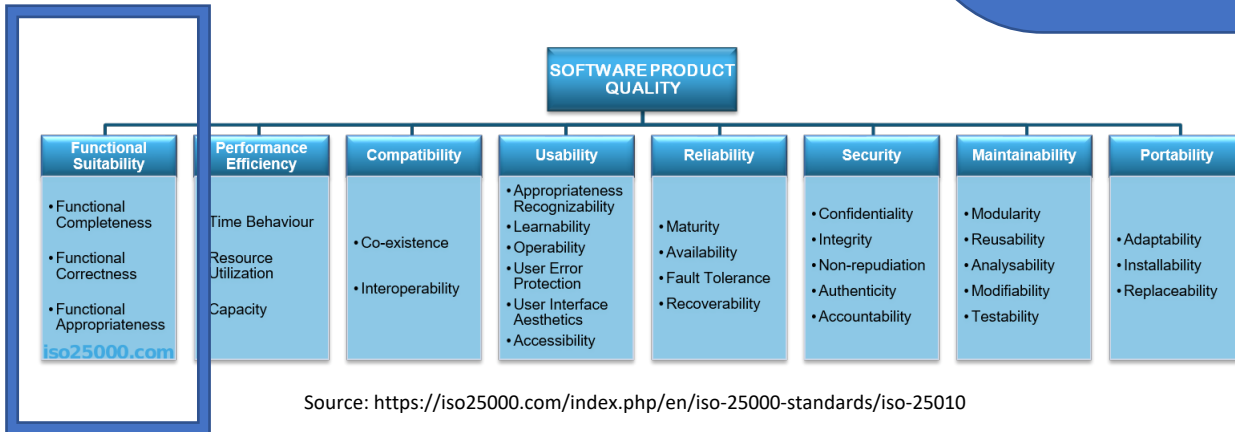 SOFTWARE PRODUCT
QUALITY
Functional
Suitability
• Functional
Completeness
• Functional
Correctness
• Functional
Appropriateness
iso25000.com
Performance
Efficiency
Time Behaviour
Resource
Utilization
Capacity
Compatibility
• Co-existence
• Interoperability
Usability
• Appropriateness
Recognizability
• Learnability
• Operability
• User Error
Protection
• User Interface
Aesthetics
• Accessibility
Reliability
• Maturity
• Availability
• Fault Tolerance
• Recoverability
Security
• Confidentiality
• Integrity
• Non-repudiation
• Authenticity
• Accountability
Maintainability
• Modularity
• Reusability
• Analysability
• Modifiability
• Testability
Portability
• Adaptability
• Installability
• Replaceability
Source: https://iso25000.com/index.php/en/iso-25000-standards/iso-25010